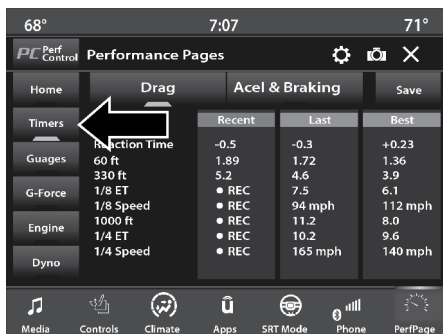 68° 7:07 71°
PC Perf Control Performance Pages
Home Drag Acel & Braking Save
Timers Recent Last Best
Reaction Time -0.5 -0.3 +0.23
60 ft 1.89 1.72 1.36
Guages
330 ft 5.2 4.6 3.9
1/8 ET REC 7.5 6.1
G-Force
1/8 Speed REC 94 mph 112 mph
1000 ft REC 11.2 8.0
Engine
1/4 ET REC 10.2 9.6
1/4 Speed REC 165 mph 140 mph
Dyno
Media Controls Climate Apps SRT Mode Phone PerfPage